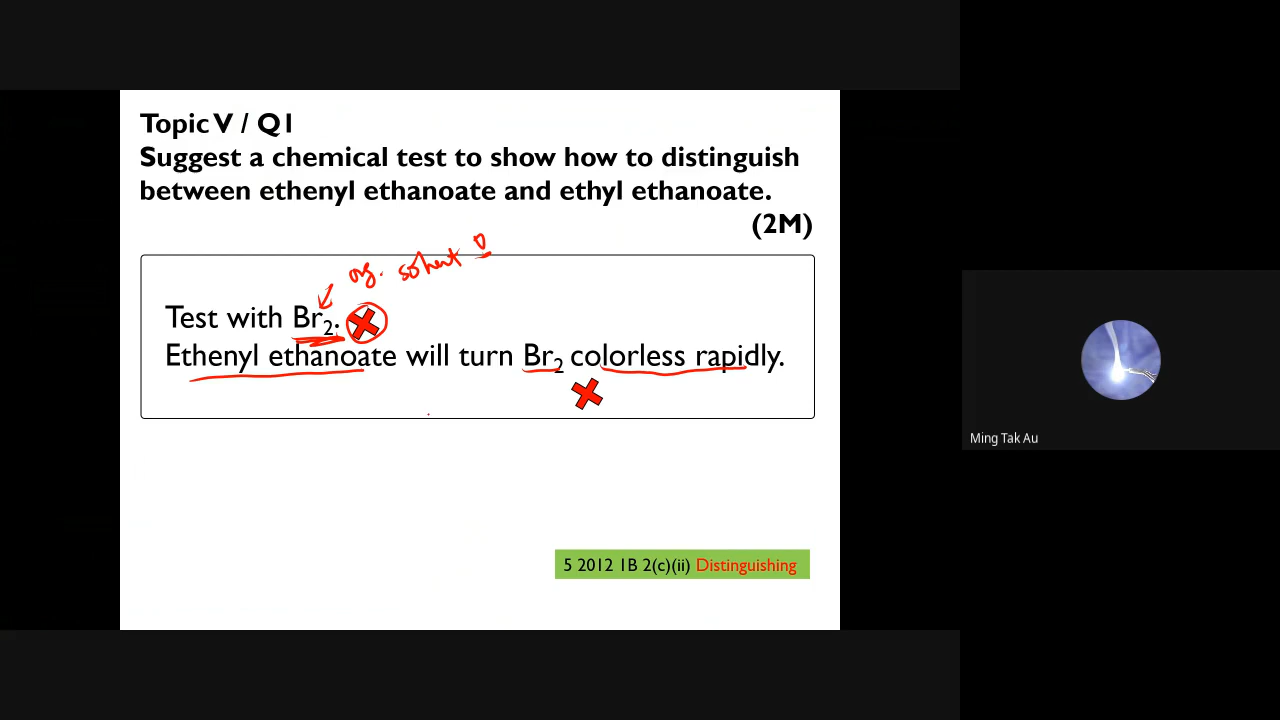 Topic V / Q1
Suggest a chemical test to show how to distinguish
between ethenyl ethanoate and ethyl ethanoate.
(2M)
org. solvent
Test with Br₂.
Ethenyl ethanoate will turn Br₂ colorless rapidly.
5 2012 1B 2(c)(ii) Distinguishing
Ming Tak Au